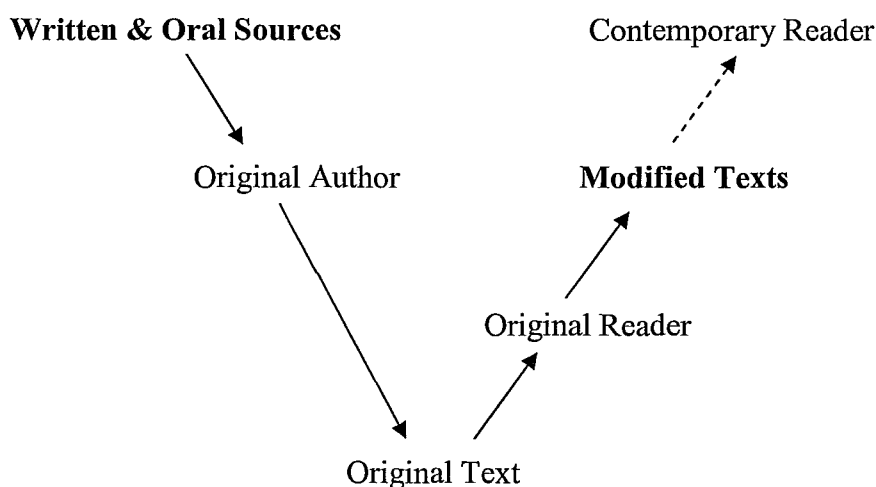 Written & Oral Sources
Contemporary Reader
Original Author
Modified Texts
Original Reader
Original Text